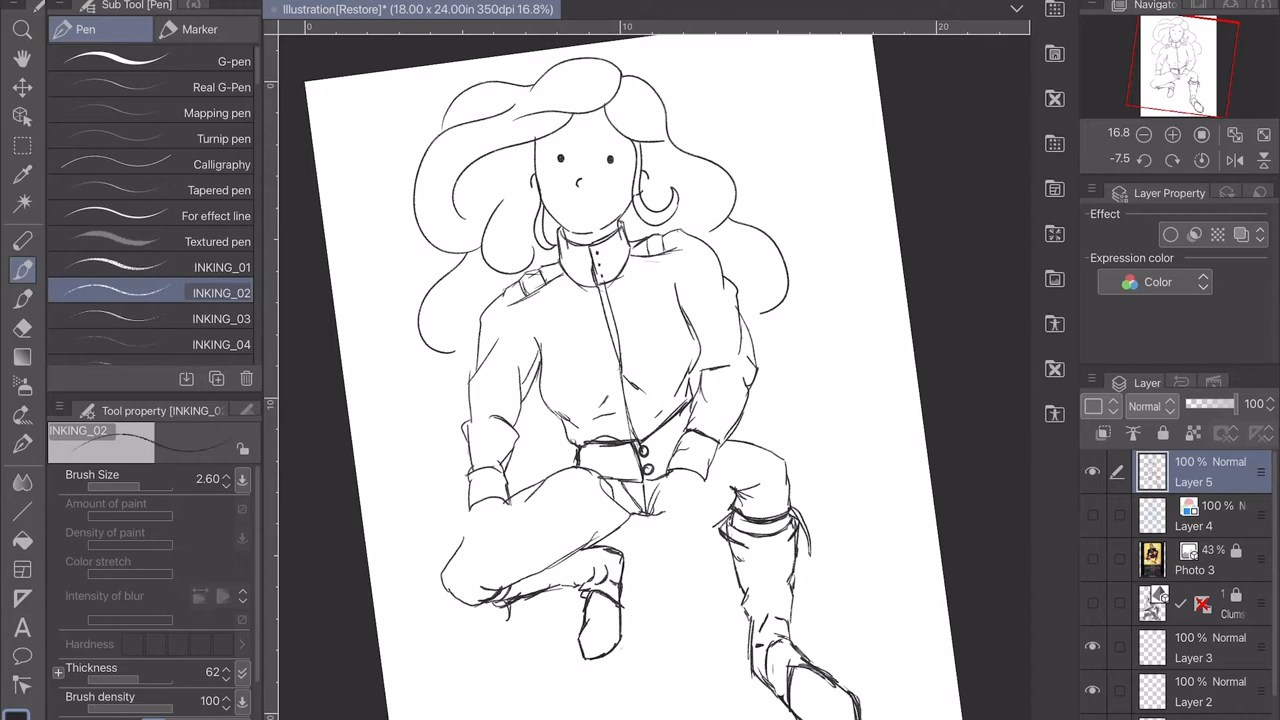 Sub Tool [Pen]
Pen
Marker
G-pen
Real G-Pen
Mapping pen
Turnip pen
Calligraphy
Tapered pen
For effect line
Textured pen
INKING_01
INKING_02
INKING_03
INKING_04
Tool property [INKING_0
INKING_02
Brush Size 2.60
Amount of paint
Density of paint
Color stretch
Intensity of blur
Hardness
Thickness 62
Brush density 100
Illustration[Restore]* (18.00 x 24.00in 350dpi 16.8%)
0 10 20
0
10
Navigato
16.8
-7.5
Layer Property
Effect
Expression color
Color
Layer
Normal 100
100 % Normal
Layer 5
100 % N
Layer 4
43 %
Photo 3
1
Clums
100 % Normal
Layer 3
100 % Normal
Layer 2
A